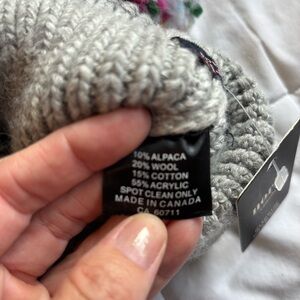 10% ALPACA
20% WOOL
15% COTTON
55% ACRYLIC
SPOT CLEAN ONLY
MADE IN CANADA
CA 60711